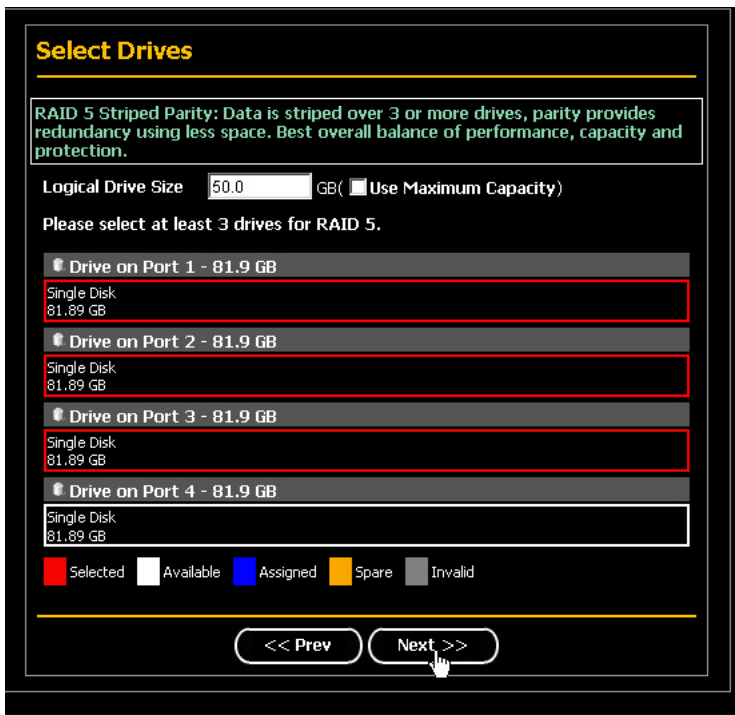 Select Drives
RAID 5 Striped Parity: Data is striped over 3 or more drives, parity provides
redundancy using less space. Best overall balance of performance, capacity and
protection.
Logical Drive Size 50.0 GB( Use Maximum Capacity)
Please select at least 3 drives for RAID 5.
Drive on Port 1 - 81.9 GB
Single Disk
81.89 GB
Drive on Port 2 - 81.9 GB
Single Disk
81.89 GB
Drive on Port 3 - 81.9 GB
Single Disk
81.89 GB
Drive on Port 4 - 81.9 GB
Single Disk
81.89 GB
Selected Available Assigned Spare Invalid
<< Prev Next >>